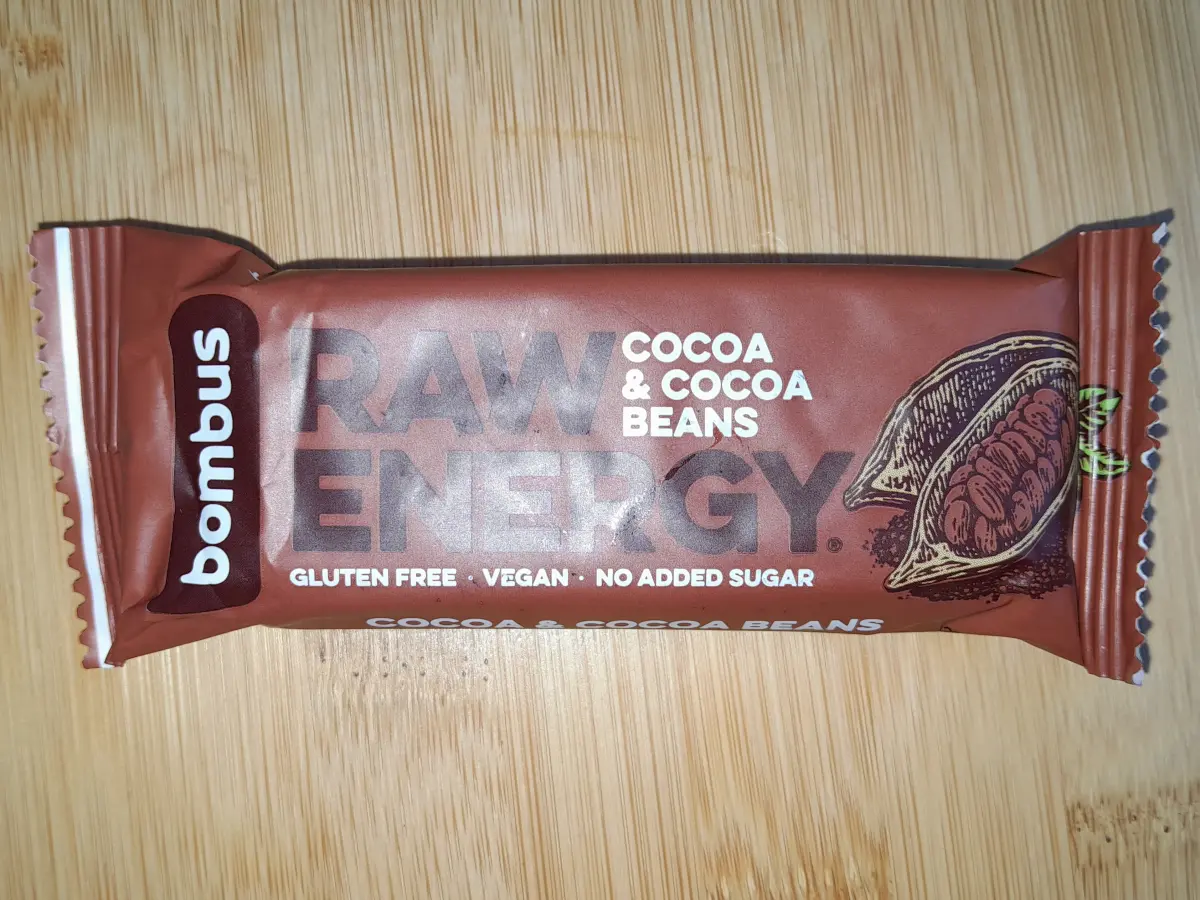 bombus
RAW
ENERGY®
COCOA
& COCOA
BEANS
GLUTEN FREE · VEGAN · NO ADDED SUGAR
COCOA & COCOA BEANS